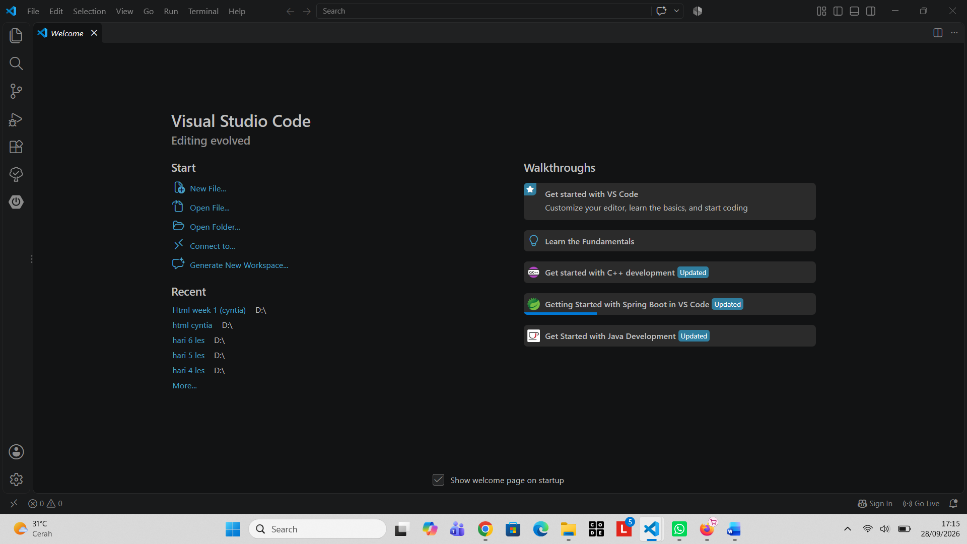 File Edit Selection View Go Run Terminal Help
Search
Welcome
Visual Studio Code
Editing evolved
Start
New File...
Open File...
Open Folder...
Connect to...
Generate New Workspace...
Recent
Html week 1 (cyntia) D:\
html cyntia D:\
hari 6 les D:\
hari 5 les D:\
hari 4 les D:\
More...
Walkthroughs
Get started with VS Code
Customize your editor, learn the basics, and start coding
Learn the Fundamentals
Get started with C++ development Updated
Getting Started with Spring Boot in VS Code Updated
Get Started with Java Development Updated
Show welcome page on startup
0 0
Sign In Go Live
31°C
Cerah
Search
CODE
L 5
17:15
28/09/2026